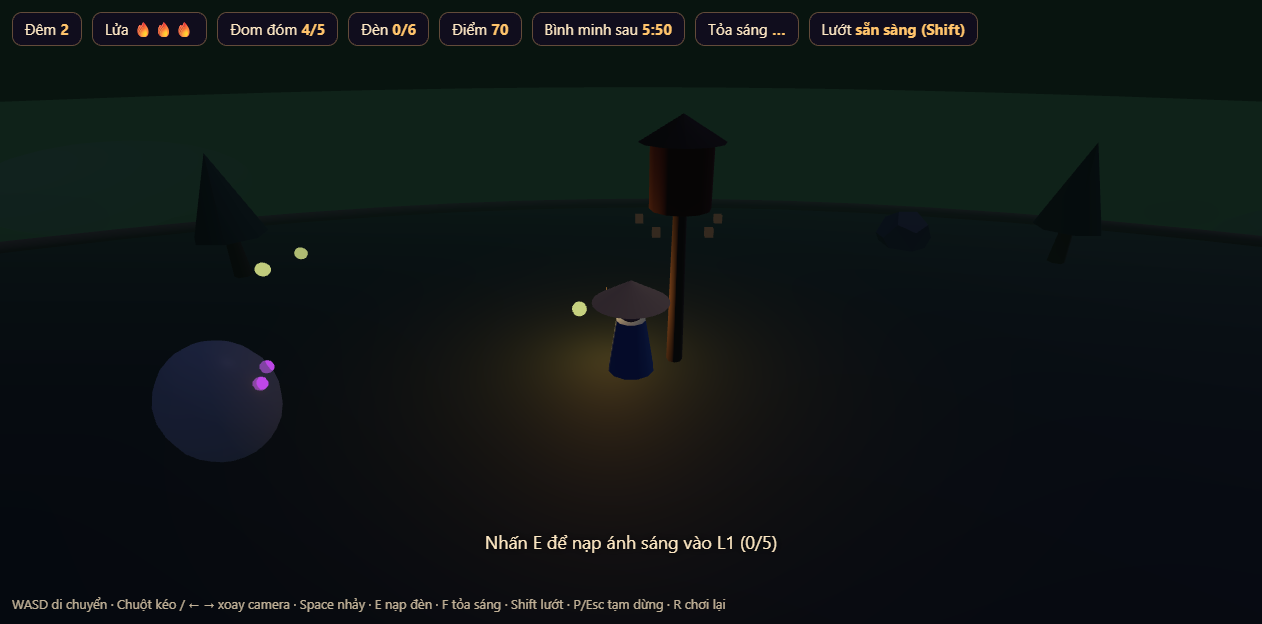 Đêm 2 Lửa 🔥🔥🔥 Đom đóm 4/5 Đèn 0/6 Điểm 70 Bình minh sau 5:50 Tỏa sáng ... Lướt sẵn sàng (Shift)
Nhấn E để nạp ánh sáng vào L1 (0/5)
WASD di chuyển · Chuột kéo / ← → xoay camera · Space nhảy · E nạp đèn · F tỏa sáng · Shift lướt · P/Esc tạm dừng · R chơi lại